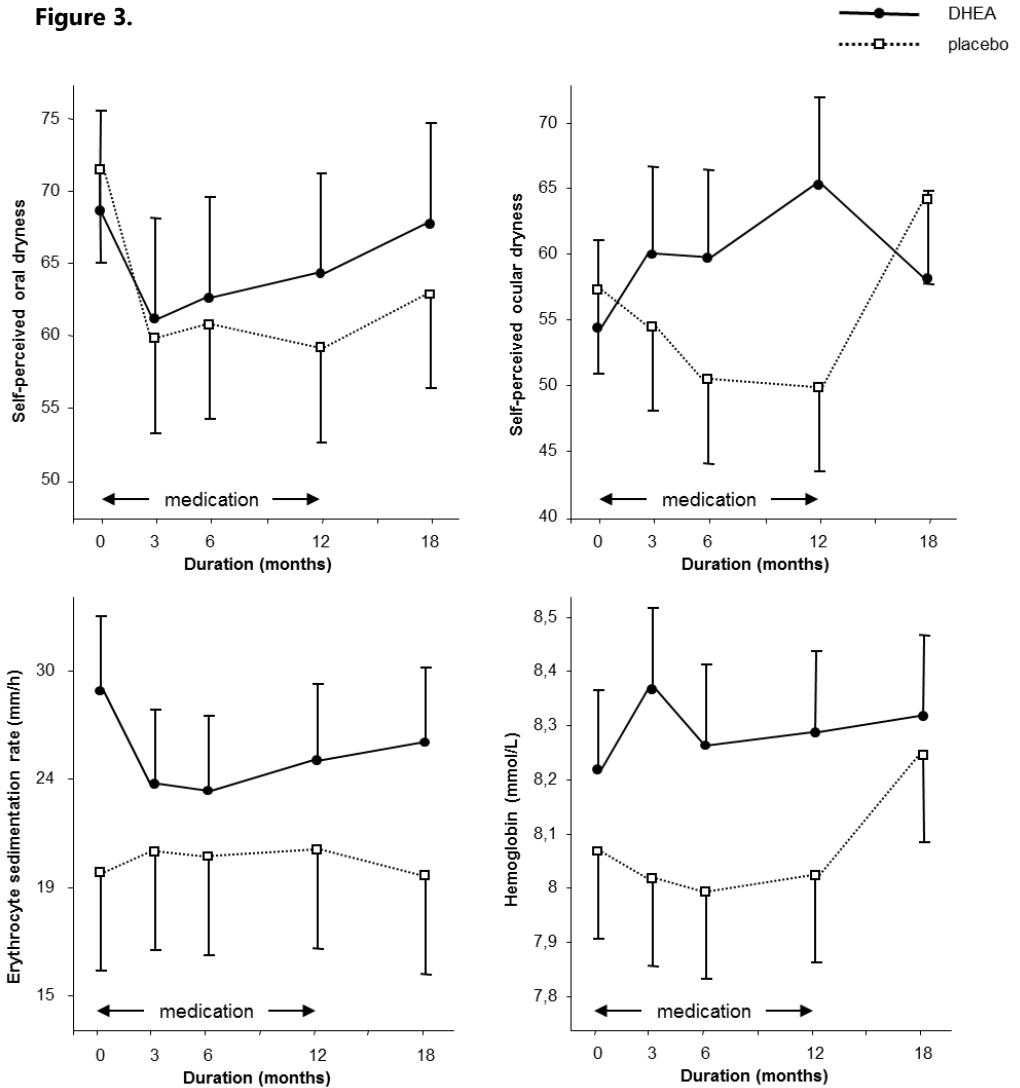 Figure 3.
DHEA
placebo
Self-perceived oral dryness
75
70
65
60
55
50
medication
0 3 6 12 18
Duration (months)
Self-perceived ocular dryness
70
65
60
55
50
45
40
medication
0 3 6 12 18
Duration (months)
Erythrocyte sedimentation rate (mm/h)
30
24
19
15
medication
0 3 6 12 18
Duration (months)
Hemoglobin (mmol/L)
8,5
8,4
8,3
8,2
8,1
8
7,9
7,8
medication
0 3 6 12 18
Duration (months)